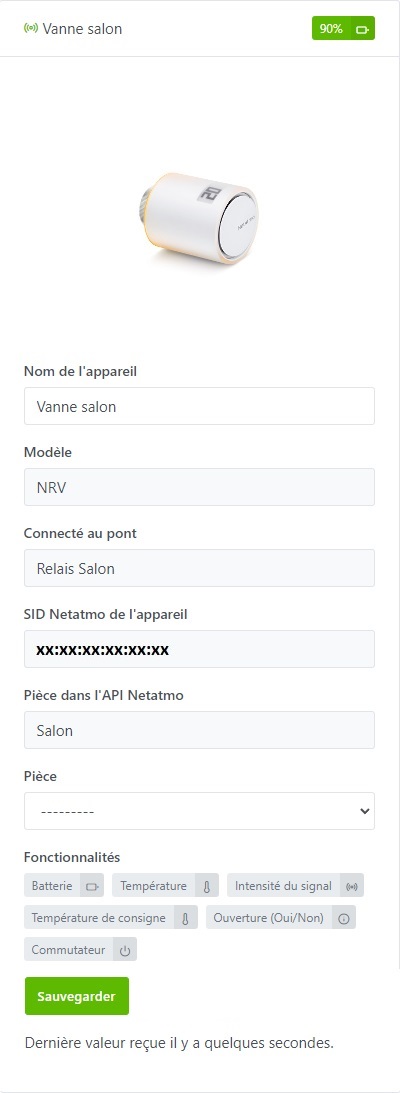 Vanne salon
90%
20
Nom de l'appareil
Vanne salon
Modèle
NRV
Connecté au pont
Relais Salon
SID Netatmo de l'appareil
xx:xx:xx:xx:xx:xx
Pièce dans l'API Netatmo
Salon
Pièce
---------
Fonctionnalités
Batterie
Température
Intensité du signal
Température de consigne
Ouverture (Oui/Non)
Commutateur
Sauvegarder
Dernière valeur reçue il y a quelques secondes.